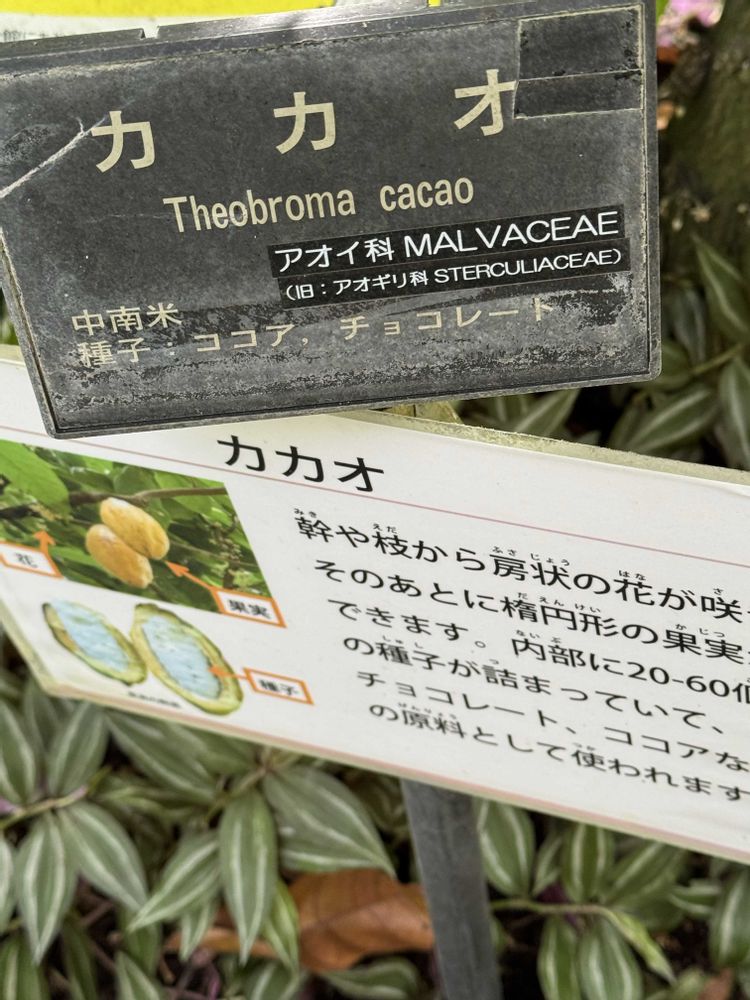 カカオ
Theobroma cacao
アオイ科 MALVACEAE
（旧：アオギリ科 STERCULIACEAE）
中南米
種子：ココア，チョコレート
カカオ
幹や枝から房状の花が咲
そのあとに楕円形の果実
できます。内部に20-60個
の種子が詰まっていて、
チョコレート、ココアな
の原料として使われます
花
果実
種子